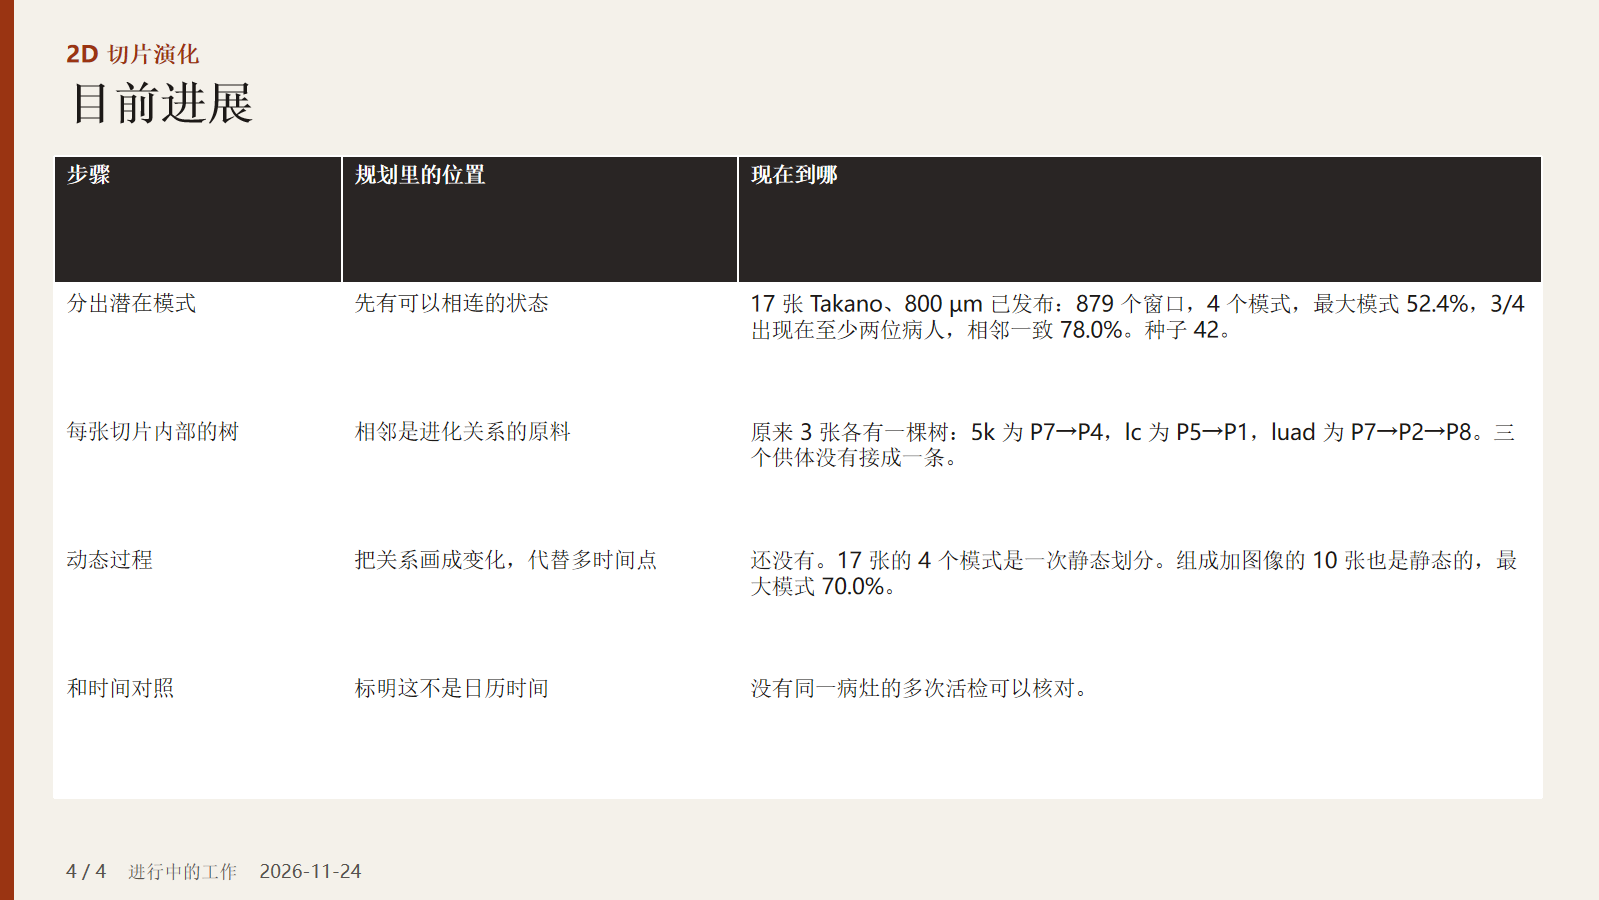 2D 切片演化
目前进展
步骤
规划里的位置
现在到哪
分出潜在模式
先有可以相连的状态
17 张 Takano、800 μm 已发布：879 个窗口，4 个模式，最大模式 52.4%，3/4
出现在至少两位病人，相邻一致 78.0%。种子 42。
每张切片内部的树
相邻是进化关系的原料
原来 3 张各有一棵树：5k 为 P7→P4，lc 为 P5→P1，luad 为 P7→P2→P8。三
个供体没有接成一条。
动态过程
把关系画成变化，代替多时间点
还没有。17 张的 4 个模式是一次静态划分。组成加图像的 10 张也是静态的，最
大模式 70.0%。
和时间对照
标明这不是日历时间
没有同一病灶的多次活检可以核对。
4 / 4 进行中的工作 2026-11-24